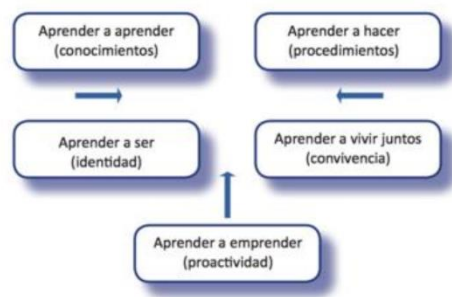 Aprender a aprender
(conocimientos)
Aprender a hacer
(procedimientos)
Aprender a ser
(identidad)
Aprender a vivir juntos
(convivencia)
Aprender a emprender
(proactividad)